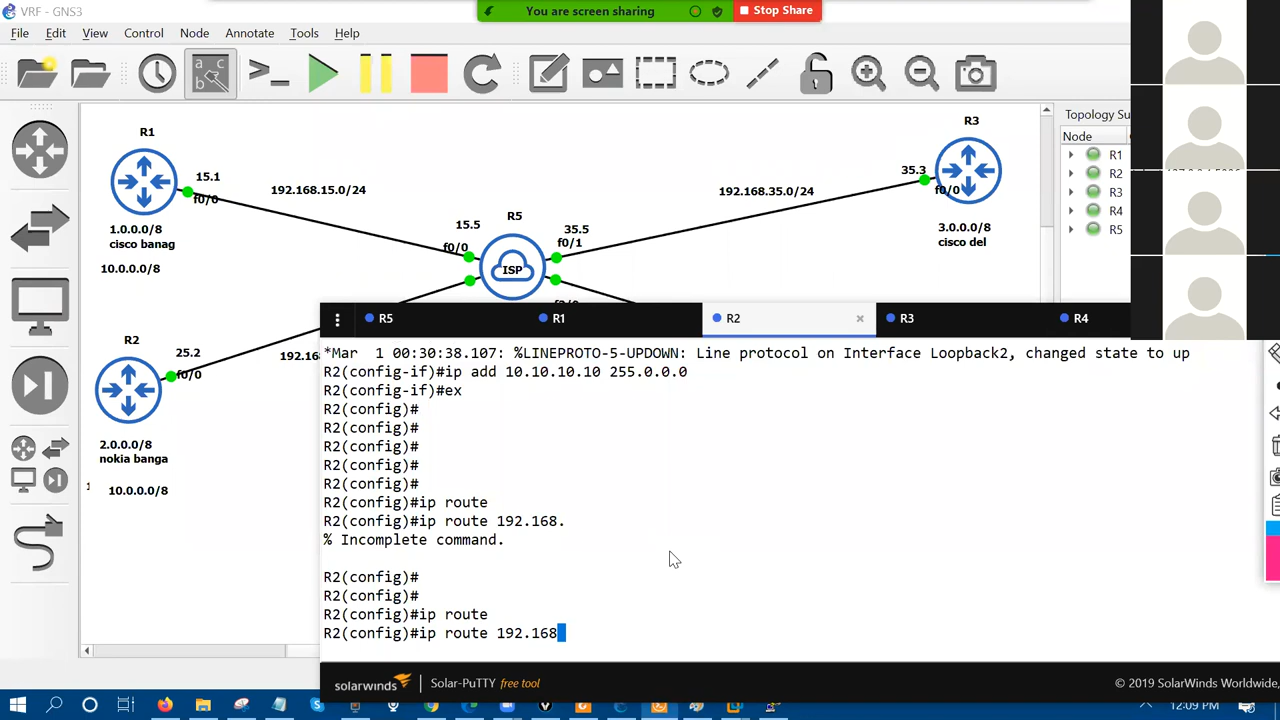 VRF - GNS3
You are screen sharing
Stop Share
File Edit View Control Node Annotate Tools Help
R1
15.1
f0/0
192.168.15.0/24
1.0.0.0/8
cisco banag
10.0.0.0/8
15.5
f0/0
R5
35.5
f0/1
ISP
192.168.35.0/24
R3
35.3
f0/0
3.0.0.0/8
cisco del
R2
25.2
f0/0
192.16
2.0.0.0/8
nokia banga
1
10.0.0.0/8
Topology Su
Node
R1
R2
R3
R4
R5
R5
R1
R2
R3
R4
*Mar  1 00:30:38.107: %LINEPROTO-5-UPDOWN: Line protocol on Interface Loopback2, changed state to up
R2(config-if)#ip add 10.10.10.10 255.0.0.0
R2(config-if)#ex
R2(config)#
R2(config)#
R2(config)#
R2(config)#
R2(config)#
R2(config)#ip route
R2(config)#ip route 192.168.
% Incomplete command.
R2(config)#
R2(config)#
R2(config)#ip route
R2(config)#ip route 192.168
solarwinds
Solar-PuTTY free tool
© 2019 SolarWinds Worldwide,
12:09 PM